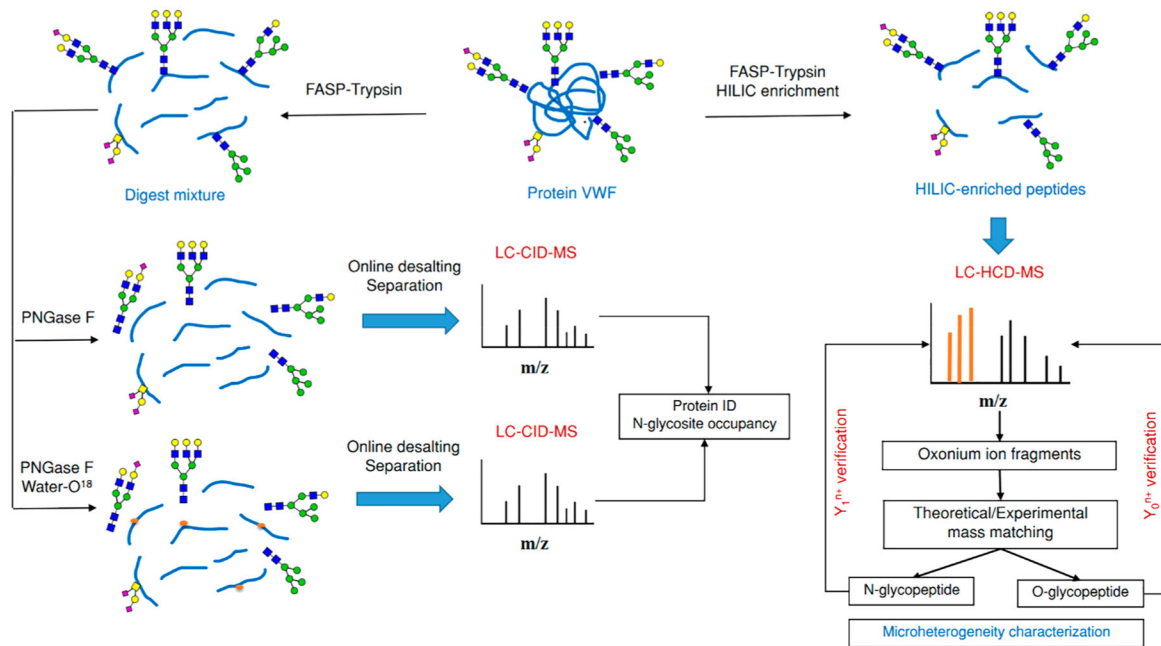 FASP-Trypsin
FASP-Trypsin
HILIC enrichment
Digest mixture
Protein VWF
HILIC-enriched peptides
PNGase F
Online desalting
Separation
LC-CID-MS
m/z
LC-HCD-MS
m/z
Protein ID
N-glycosite occupancy
PNGase F
Water-O¹⁸
Online desalting
Separation
LC-CID-MS
m/z
Y₁ⁿ⁺ verification
Y₀ⁿ⁺ verification
Oxonium ion fragments
Theoretical/Experimental
mass matching
N-glycopeptide
O-glycopeptide
Microheterogeneity characterization